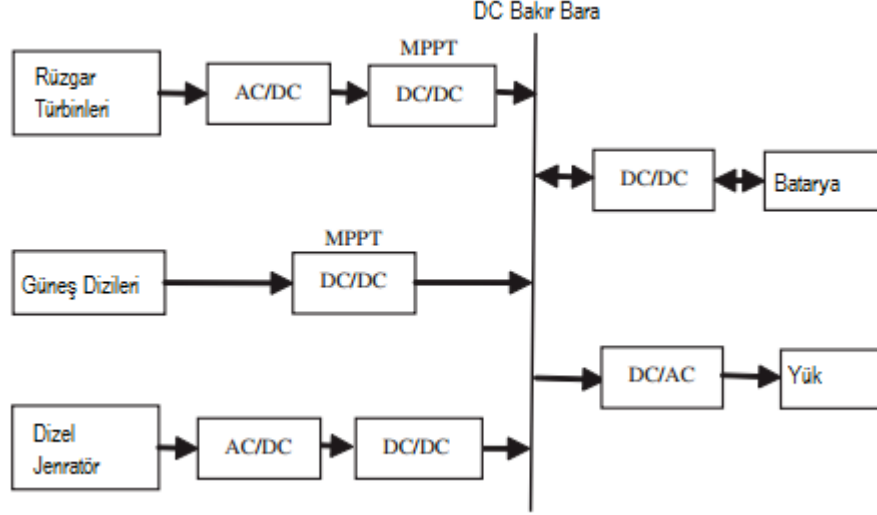 DC Bakır Bara
MPPT
Rüzgar
Türbinleri
AC/DC
DC/DC
DC/DC
Batarya
MPPT
Güneş Dizileri
DC/DC
DC/AC
Yük
Dizel
Jenratör
AC/DC
DC/DC